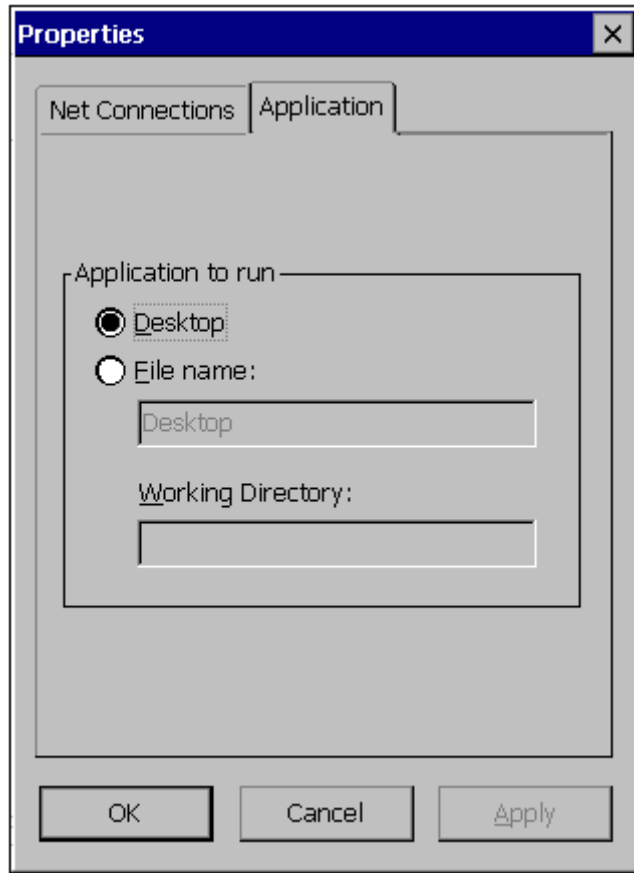 Properties
Net Connections
Application
Application to run
Desktop
File name:
Desktop
Working Directory:
OK
Cancel
Apply